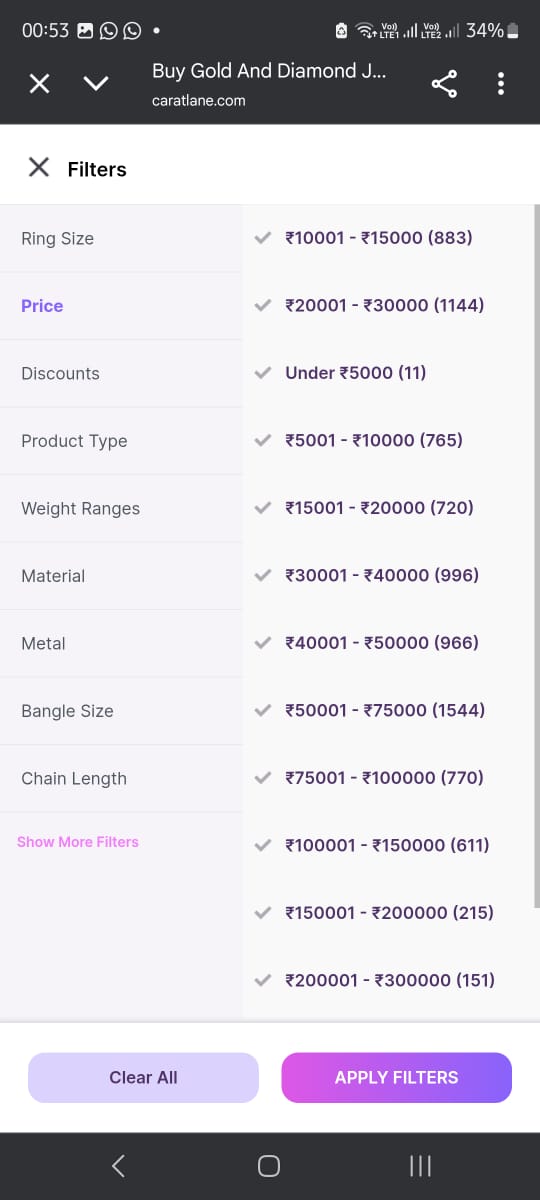 00:53
Vo)) LTE1 Vo)) LTE2 34%
Buy Gold And Diamond J...
caratlane.com
Filters
Ring Size
Price
Discounts
Product Type
Weight Ranges
Material
Metal
Bangle Size
Chain Length
Show More Filters
₹10001 - ₹15000 (883)
₹20001 - ₹30000 (1144)
Under ₹5000 (11)
₹5001 - ₹10000 (765)
₹15001 - ₹20000 (720)
₹30001 - ₹40000 (996)
₹40001 - ₹50000 (966)
₹50001 - ₹75000 (1544)
₹75001 - ₹100000 (770)
₹100001 - ₹150000 (611)
₹150001 - ₹200000 (215)
₹200001 - ₹300000 (151)
Clear All
APPLY FILTERS